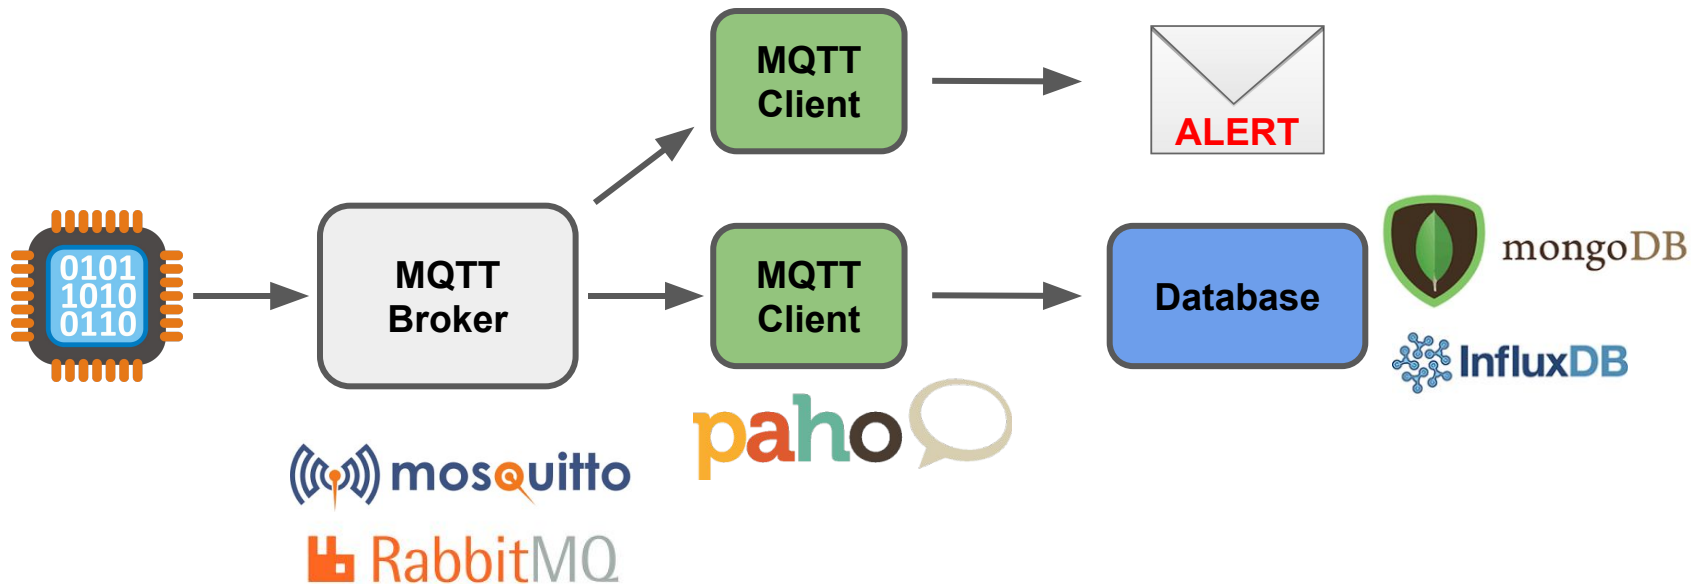 MQTT
Client
ALERT
0101
1010
0110
MQTT
Broker
MQTT
Client
Database
mongoDB
InfluxDB
paho
mosquitto
RabbitMQ